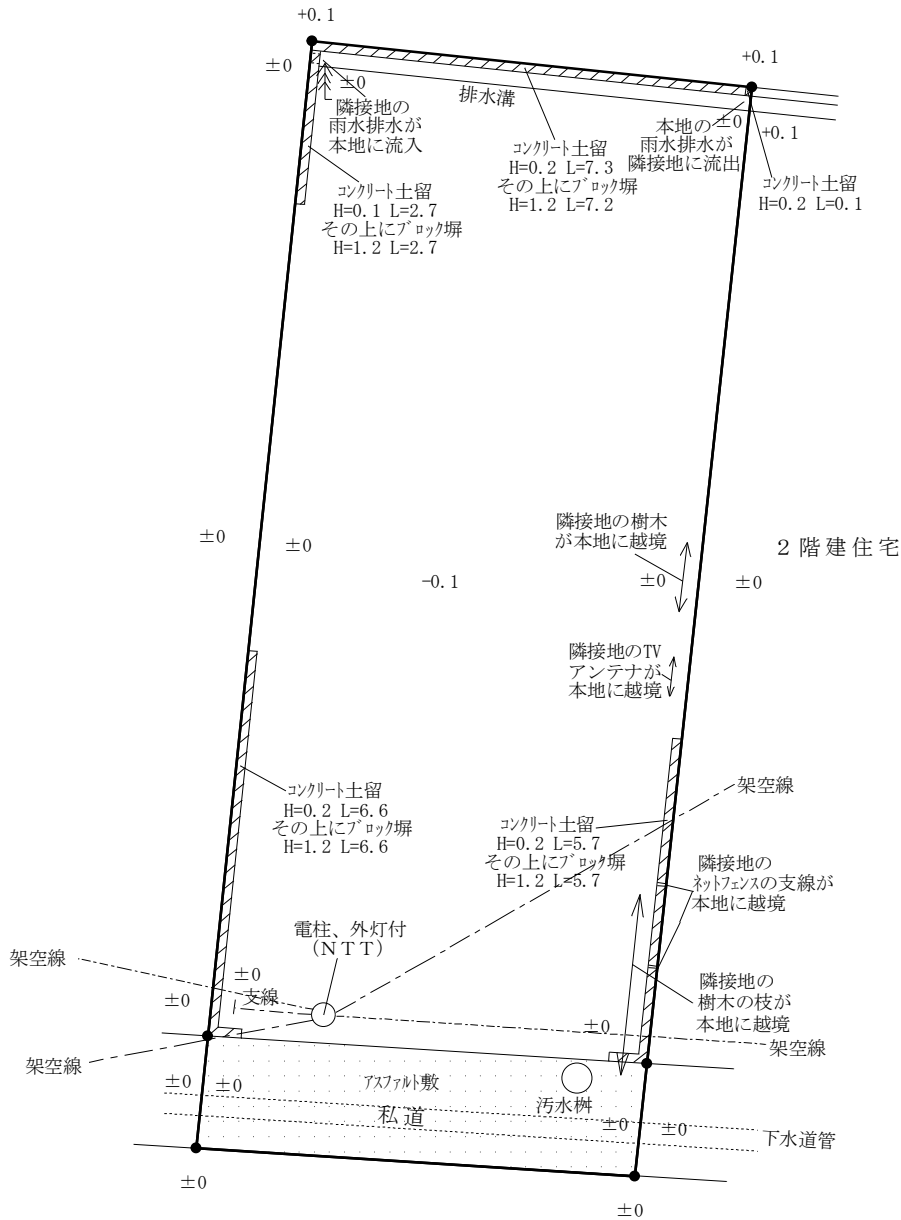 +0.1
+0.1
±0
±0
隣接地の
雨水排水が
本地に流入
排水溝
本地の
雨水排水が
隣接地に流出
±0
+0.1
コンクリート土留
H=0.2 L=7.3
その上にブロック塀
H=1.2 L=7.2
コンクリート土留
H=0.2 L=0.1
コンクリート土留
H=0.1 L=2.7
その上にブロック塀
H=1.2 L=2.7
隣接地の樹木
が本地に越境
±0
±0
-0.1
±0
±0
2階建住宅
隣接地のTV
アンテナが
本地に越境
コンクリート土留
H=0.2 L=6.6
その上にブロック塀
H=1.2 L=6.6
架空線
コンクリート土留
H=0.2 L=5.7
その上にブロック塀
H=1.2 L=5.7
隣接地の
ネットフェンスの支線が
本地に越境
電柱、外灯付
(NTT)
架空線
±0
支線
±0
隣接地の
樹木の枝が
本地に越境
±0
架空線
架空線
±0
±0
アスファルト敷
私道
汚水桝
±0
±0
下水道管
±0
±0